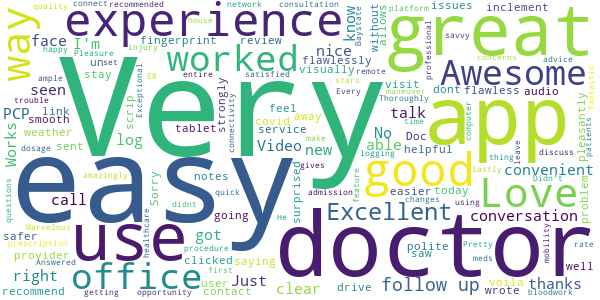 connect
recommended
network
consultation
quality
experience
know
platform
issues
inclement
great
way
house
Baystate
without
allows
savvy
happy
I'm
fingerprint
review
nice
face
Pleasure
injury
worked
flawlessly
professional
concerns
advice
Awesome
unset
ER
satisfied
remote
maneuver
stay
entire
stars
visually
visit
seen
ample
Exceptional
Every
Thoroughly
dont
flawless
audio
trouble
PCP
link
scrip
strongly
connectivity
feel
away
talk
app
fantastic
smooth
log
tablet
covid
No
Doc
time
Works
weather
service
able
helpful
computer
pleasently
patients
dosage
sent
Very
Video
make
new
logging
thing
leave
discuss
amazingly
surprised
good
easier
today
convenient
Didn't
problem
easy
Sorry
notes
quick
gives
feature
lastly
Love
questions
call
didnt
going
admission
changes
using
Me
Excellent
conversation
use
got
doctor
safer
prescription
healthcare
procedure
polite
Pretty
mobility
rate
Marvelous
clicked
saying
saw
meds
well
provider
Answered
office
first
right
user
Just
clear
drive
follow up
voila
thanks
recommend
getting
opportunity
contact
wrote
bloodwork